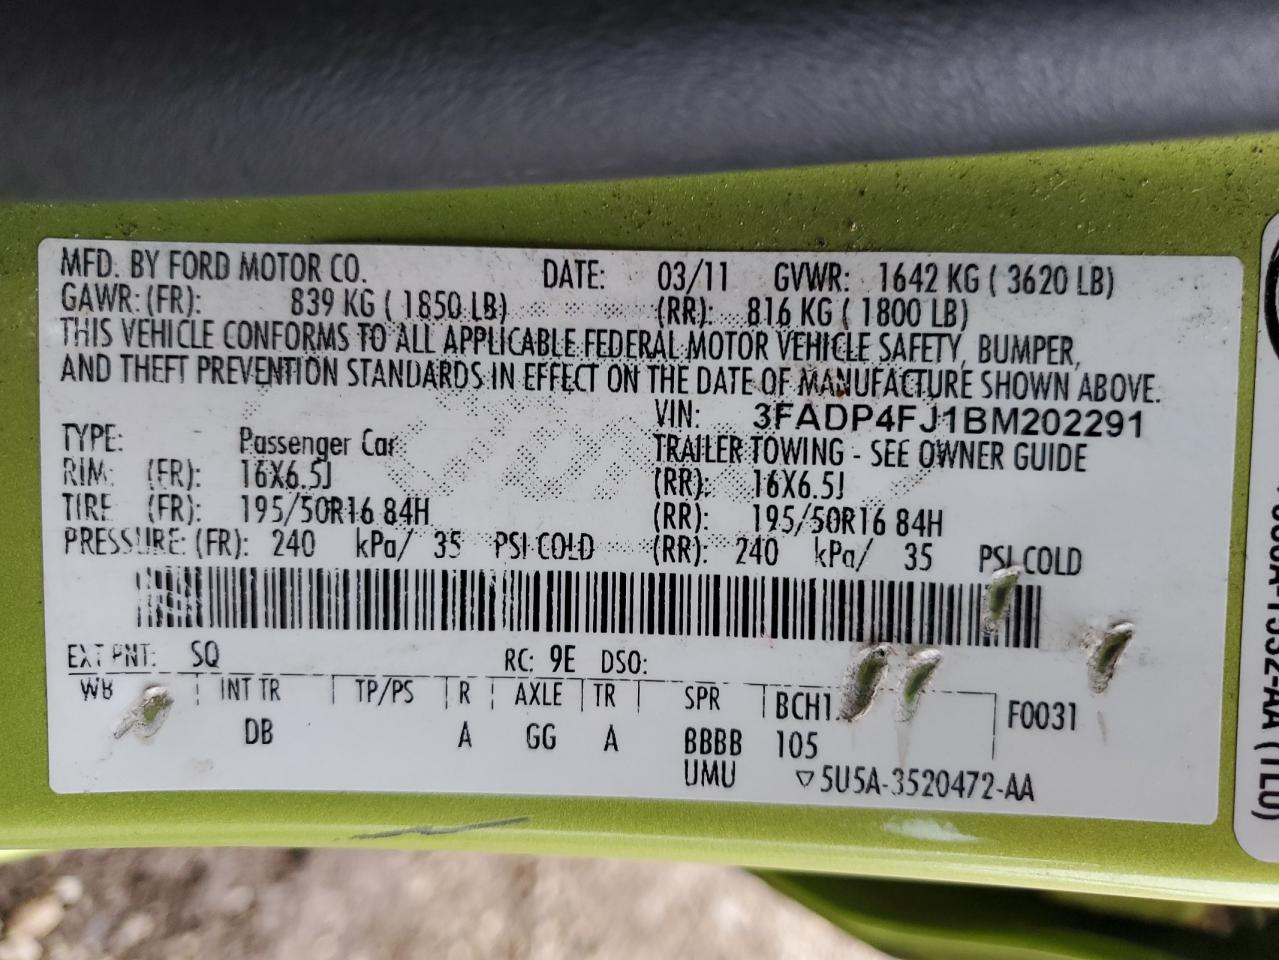 MFD. BY FORD MOTOR CO. DATE: 03/11 GVWR: 1642 KG ( 3620 LB)
GAWR: (FR): 839 KG ( 1850 LB) (RR): 816 KG ( 1800 LB)
THIS VEHICLE CONFORMS TO ALL APPLICABLE FEDERAL MOTOR VEHICLE SAFETY, BUMPER,
AND THEFT PREVENTION STANDARDS IN EFFECT ON THE DATE OF MANUFACTURE SHOWN ABOVE.
VIN: 3FADP4FJ1BM202291
TYPE: Passenger Car TRAILER TOWING - SEE OWNER GUIDE
RIM: (FR): 16X6.5J (RR): 16X6.5J
TIRE (FR): 195/50R16 84H (RR): 195/50R16 84H
PRESSURE: (FR): 240 kPa/ 35 PSI COLD (RR): 240 kPa/ 35 PSI COLD
EXT PNT: SQ RC: 9E DSO:
WB INT TR TP/PS R AXLE TR SPR BCH1. F0031
DB A GG A BBBB 105
UMU ▽5U5A-3520472-AA
-1532-AA (TL0)